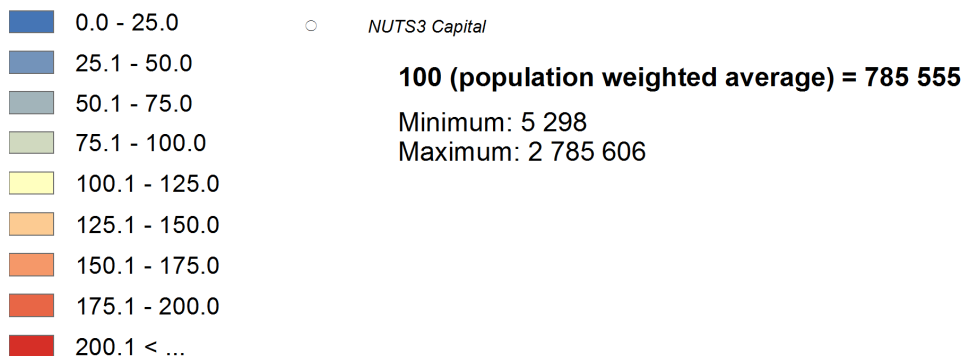 0.0 - 25.0
25.1 - 50.0
50.1 - 75.0
75.1 - 100.0
100.1 - 125.0
125.1 - 150.0
150.1 - 175.0
175.1 - 200.0
200.1 < ...
NUTS3 Capital
100 (population weighted average) = 785 555
Minimum: 5 298
Maximum: 2 785 606